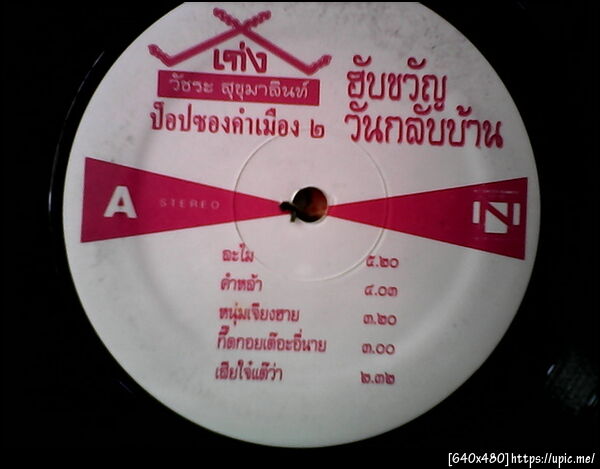 เก่ง
วัชระ สุขุมาลินท์
ป็อปซองคำเมือง ๒
ฮับขวัญ
วันกลับบ้าน
A STEREO
ละไม ๕.๒๐
คำหล้า ๔.๐๓
หนุ่มเจียงฮาย ๓.๒๐
กึ๊ดกอยเต๊อะอี่นาย ๓.๐๐
เสียใจ๋แต๊ว่า ๒.๓๒
[640x480]https://upic.me/